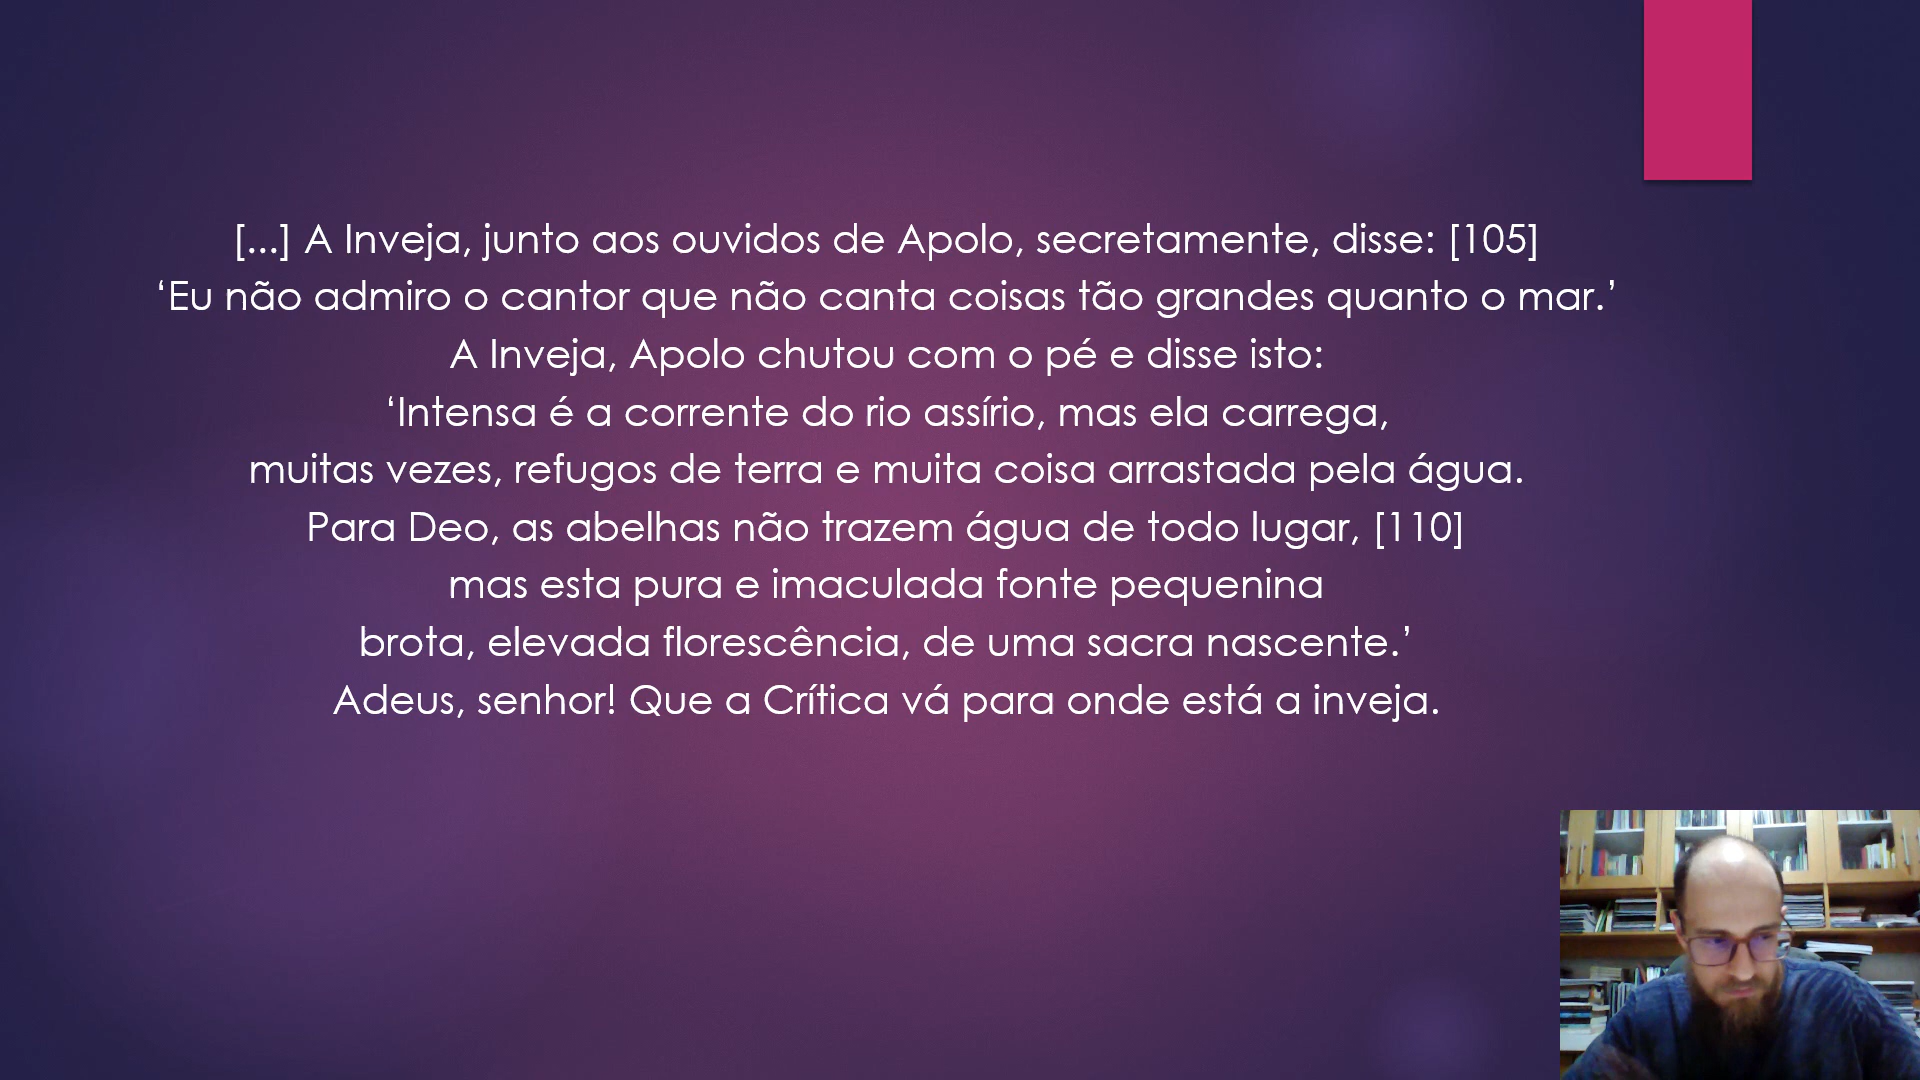 [...] A Inveja, junto aos ouvidos de Apolo, secretamente, disse: [105]
‘Eu não admiro o cantor que não canta coisas tão grandes quanto o mar.’
A Inveja, Apolo chutou com o pé e disse isto:
‘Intensa é a corrente do rio assírio, mas ela carrega,
muitas vezes, refugos de terra e muita coisa arrastada pela água.
Para Deo, as abelhas não trazem água de todo lugar, [110]
mas esta pura e imaculada fonte pequenina
brota, elevada florescência, de uma sacra nascente.’
Adeus, senhor! Que a Crítica vá para onde está a inveja.